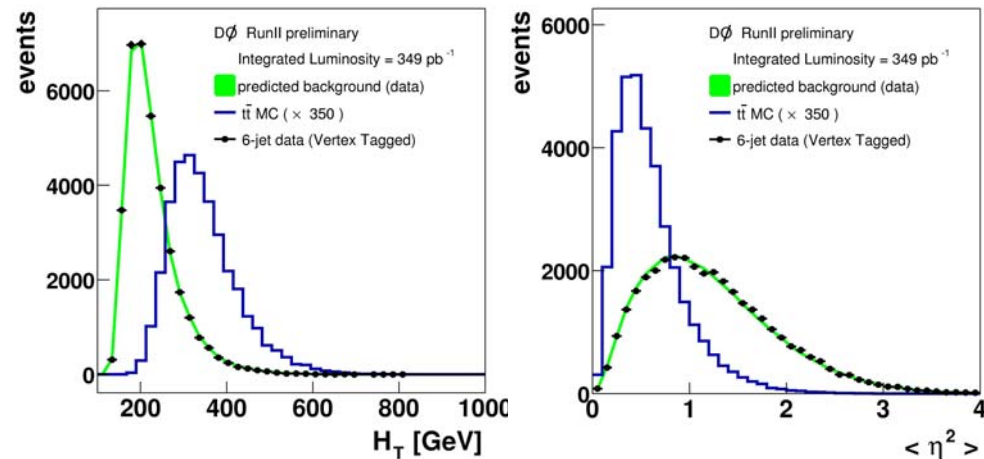 events
6000
4000
2000
0
200
400
600
800
1000
H_T [GeV]
DØ RunII preliminary
Integrated Luminosity = 349 pb⁻¹
predicted background (data)
tt̄ MC ( × 350 )
6-jet data (Vertex Tagged)
events
6000
4000
2000
0
0
1
2
3
4
< η² >
DØ RunII preliminary
Integrated Luminosity = 349 pb⁻¹
predicted background (data)
tt̄ MC ( × 350 )
6-jet data (Vertex Tagged)